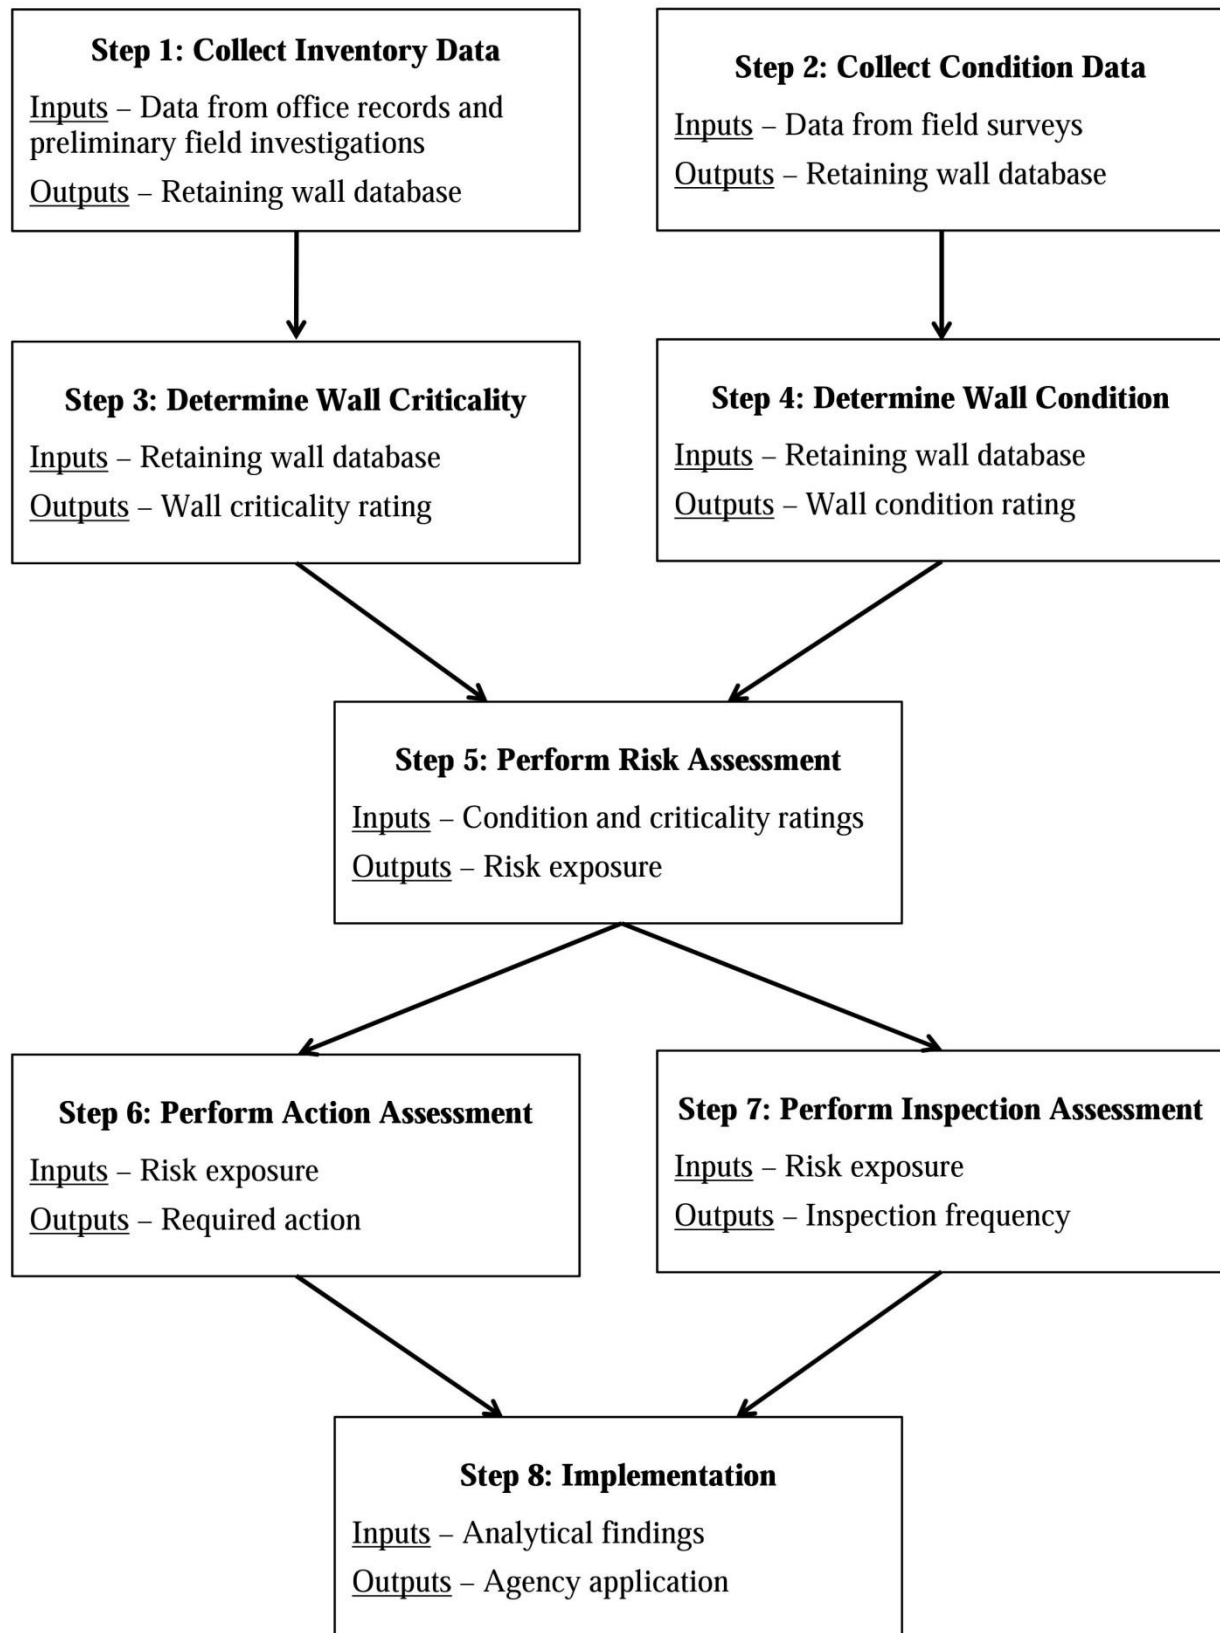 Step 1: Collect Inventory Data
Inputs – Data from office records and
preliminary field investigations
Outputs – Retaining wall database
Step 2: Collect Condition Data
Inputs – Data from field surveys
Outputs – Retaining wall database
Step 3: Determine Wall Criticality
Inputs – Retaining wall database
Outputs – Wall criticality rating
Step 4: Determine Wall Condition
Inputs – Retaining wall database
Outputs – Wall condition rating
Step 5: Perform Risk Assessment
Inputs – Condition and criticality ratings
Outputs – Risk exposure
Step 6: Perform Action Assessment
Inputs – Risk exposure
Outputs – Required action
Step 7: Perform Inspection Assessment
Inputs – Risk exposure
Outputs – Inspection frequency
Step 8: Implementation
Inputs – Analytical findings
Outputs – Agency application